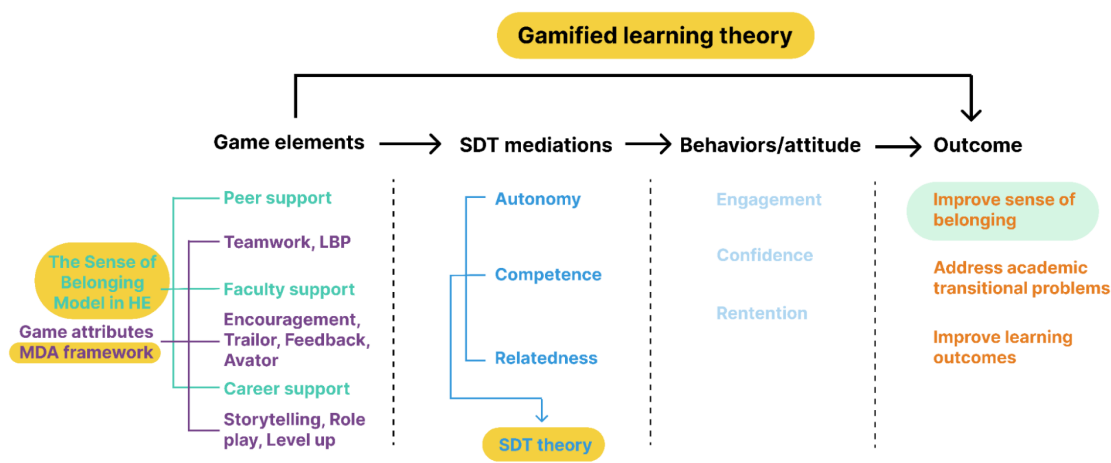 Gamified learning theory
Game elements
SDT mediations
Behaviors/attitude
Outcome
The Sense of
Belonging
Model in HE
Game attributes
MDA framework
Peer support
Teamwork, LBP
Faculty support
Encouragement,
Trailor, Feedback,
Avator
Career support
Storytelling, Role
play, Level up
Autonomy
Competence
Relatedness
SDT theory
Engagement
Confidence
Rentention
Improve sense of
belonging
Address academic
transitional problems
Improve learning
outcomes